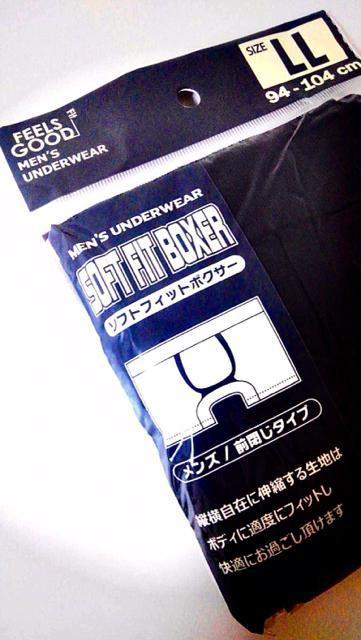 SIZE
LL
94-104 cm
FEELS
GOOD
Fit
MEN'S
UNDERWEAR
MEN'S UNDERWEAR
SOFT FIT BOXER
ソフトフィットボクサー
メンズ/前閉じタイプ
縦横自在に伸縮する生地は
ボディに適度にフィットし
快適にお過ごし頂けます